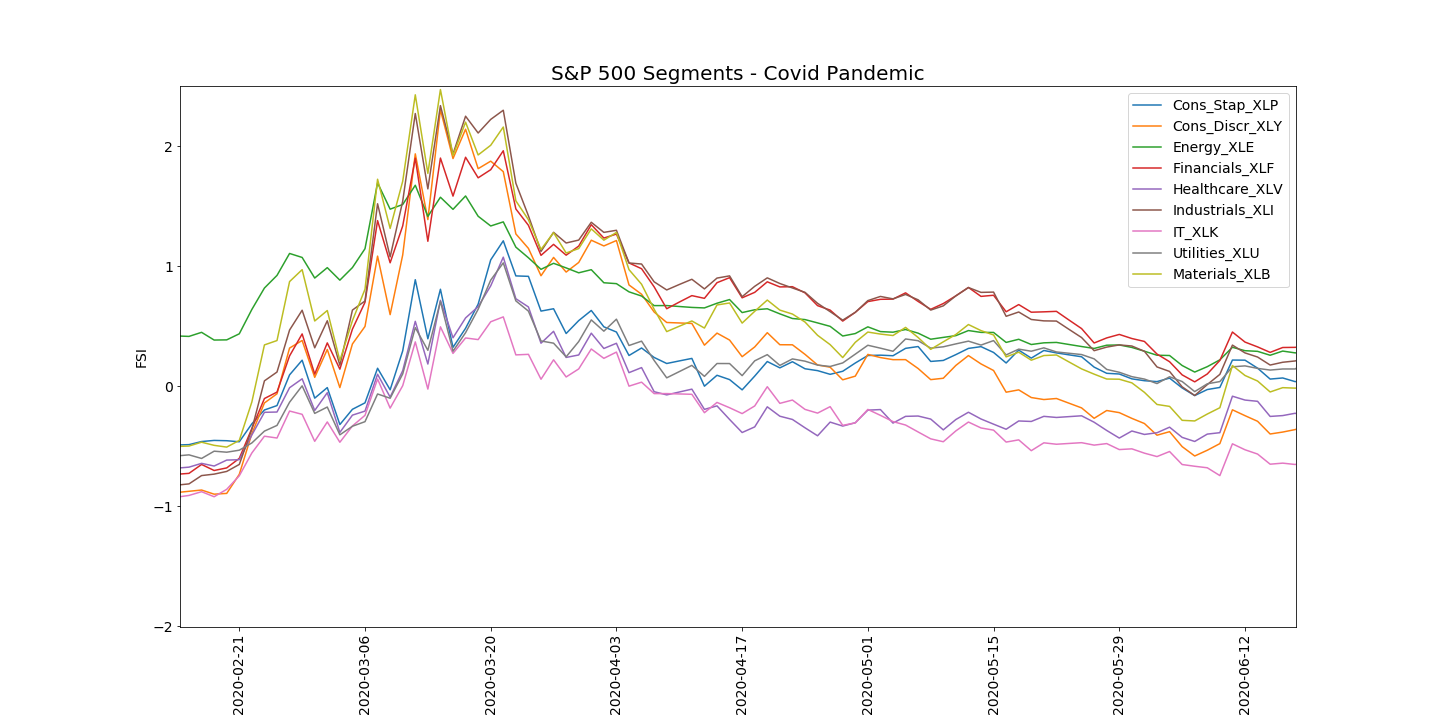 S&P 500 Segments - Covid Pandemic
FSI
2
1
0
−1
−2
Cons_Stap_XLP
Cons_Discr_XLY
Energy_XLE
Financials_XLF
Healthcare_XLV
Industrials_XLI
IT_XLK
Utilities_XLU
Materials_XLB
2020-02-21
2020-03-06
2020-03-20
2020-04-03
2020-04-17
2020-05-01
2020-05-15
2020-05-29
2020-06-12